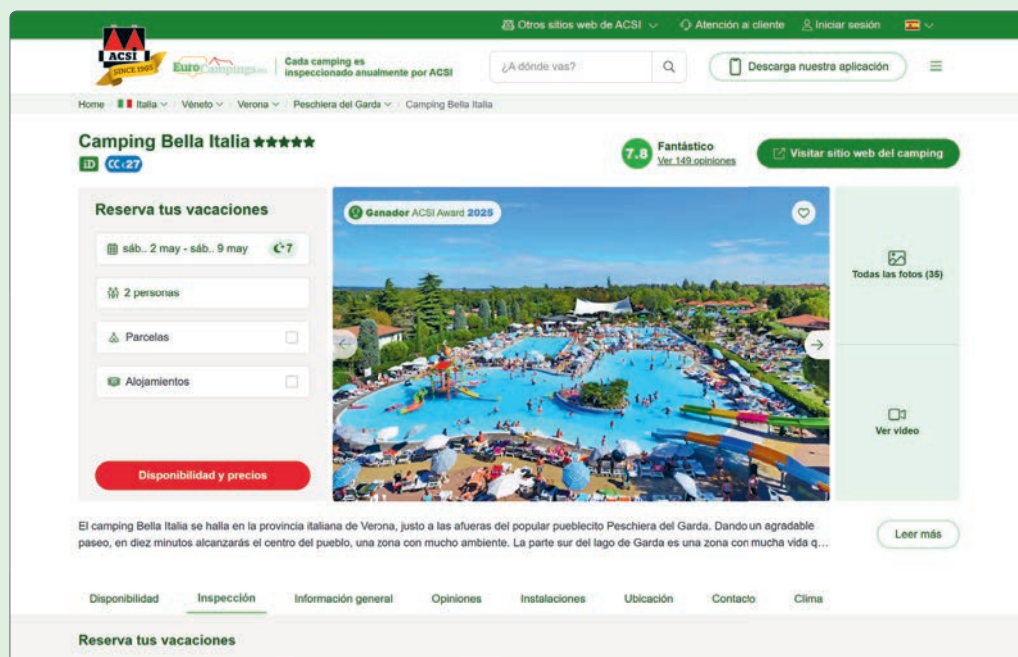 Otros sitios web de ACSI
Atención al cliente
Iniciar sesión
ACSI
SINCE 1965
EuroCampings.eu
Cada camping es
inspeccionado anualmente por ACSI
¿A dónde vas?
Descarga nuestra aplicación
Home
Italia
Véneto
Verona
Peschiera del Garda
Camping Bella Italia
Camping Bella Italia ★★★★★
iD
CC €27
7.8
Fantástico
Ver 149 opiniones
Visitar sitio web del camping
Reserva tus vacaciones
sáb.. 2 may - sáb.. 9 may
7
2 personas
Parcelas
Alojamientos
Disponibilidad y precios
Ganador ACSI Award 2025
Todas las fotos (35)
Ver vídeo
El camping Bella Italia se halla en la provincia italiana de Verona, justo a las afueras del popular pueblecito Peschiera del Garda. Dando un agradable
paseo, en diez minutos alcanzarás el centro del pueblo, una zona con mucho ambiente. La parte sur del lago de Garda es una zona con mucha vida q...
Leer más
Disponibilidad
Inspección
Información general
Opiniones
Instalaciones
Ubicación
Contacto
Clima
Reserva tus vacaciones